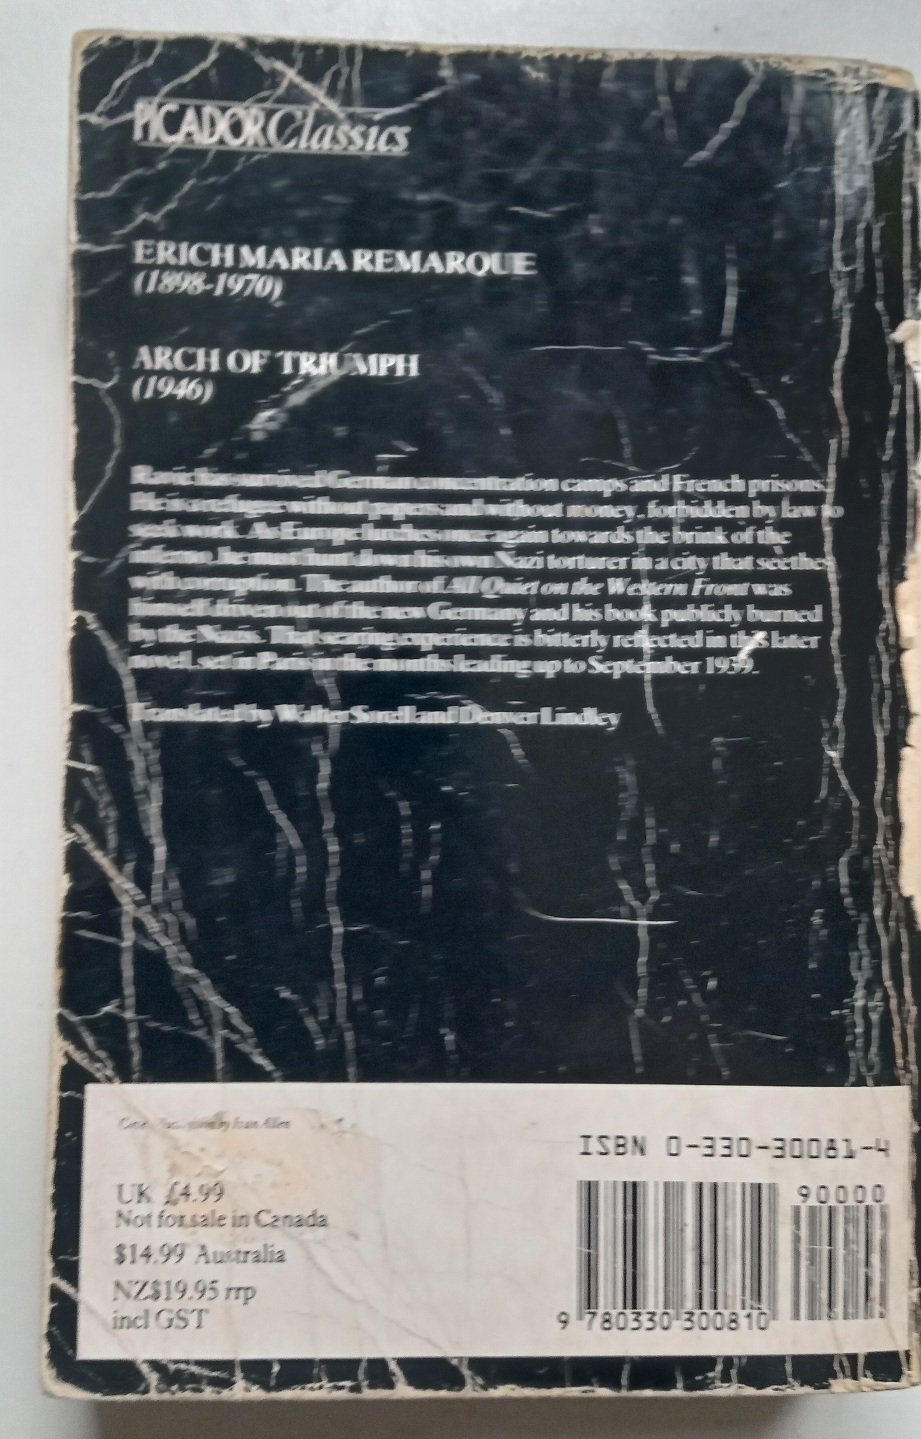 PICADOR Classics
ERICH MARIA REMARQUE
(1898-1970)
ARCH OF TRIUMPH
(1946)
Ravic has survived German concentration camps and French prisons.
He is a refugee without papers and without money, forbidden by law to
seek work. As Europe lurches once again towards the brink of the
inferno, he must hunt down his own Nazi torturer in a city that seethes
with corruption. The author of All Quiet on the Western Front was
himself driven out of the new Germany and his book publicly burned
by the Nazis. That searing experience is bitterly reflected in this later
novel, set in Paris in the months leading up to September 1939.
Translated by Walter Sorell and Denver Lindley
by Allen
ISBN 0-330-30081-4
90000
UK £4.99
Not for sale in Canada
$14.99 Australia
NZ$19.95 rrp
incl GST
9 780330 300810